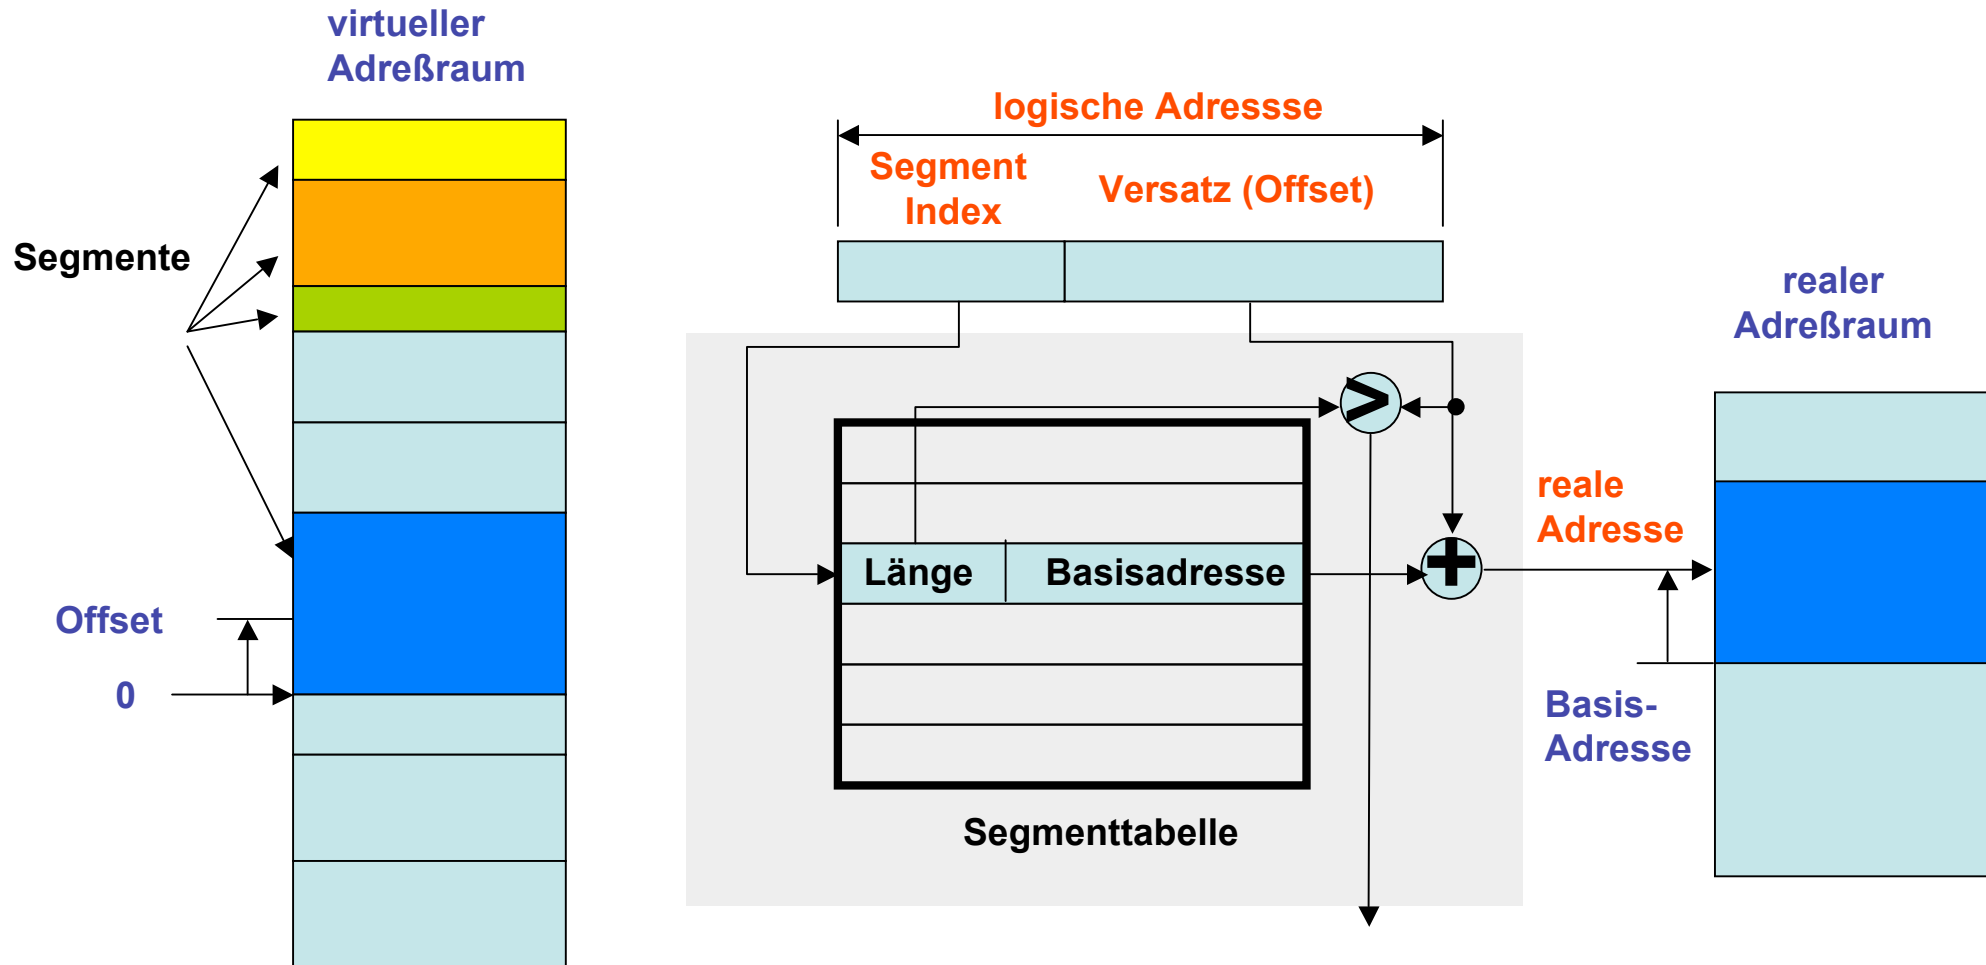 virtueller
Adreßraum
logische Adressse
Segment
Index
Versatz (Offset)
Segmente
realer
Adreßraum
>
reale
Adresse
Länge
Basisadresse
+
Offset
0
Basis-
Adresse
Segmenttabelle